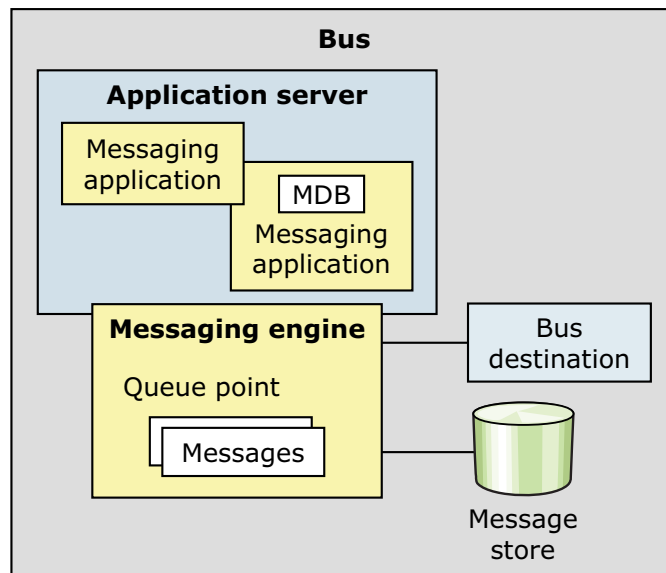 Bus
Application server
Messaging
application
MDB
Messaging
application
Messaging engine
Queue point
Messages
Bus
destination
Message
store